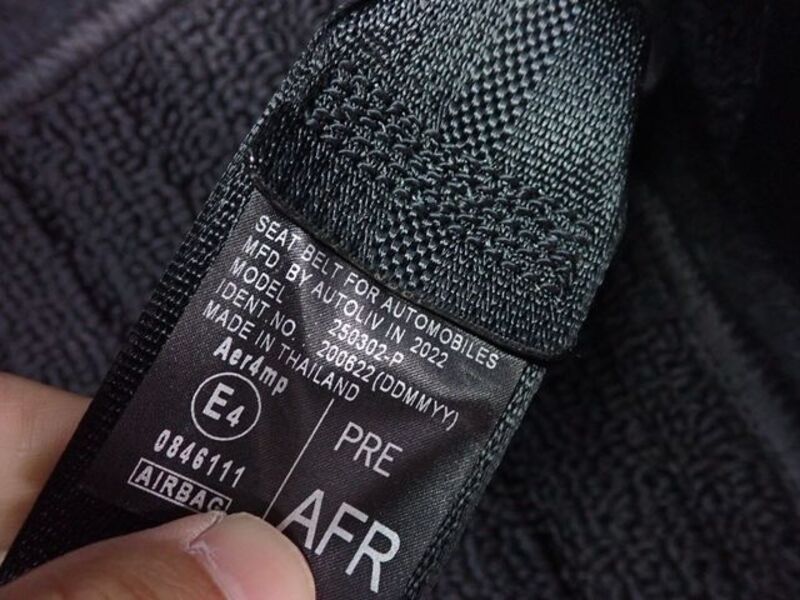 SEAT BELT FOR AUTOMOBILES
MFD. BY AUTOLIV IN 2022
MODEL 250302-P
IDENT NO. 200622 (DDMMYY)
MADE IN THAILAND
Aer4mp
E4
0846111
AIRBAG
PRE
AFR